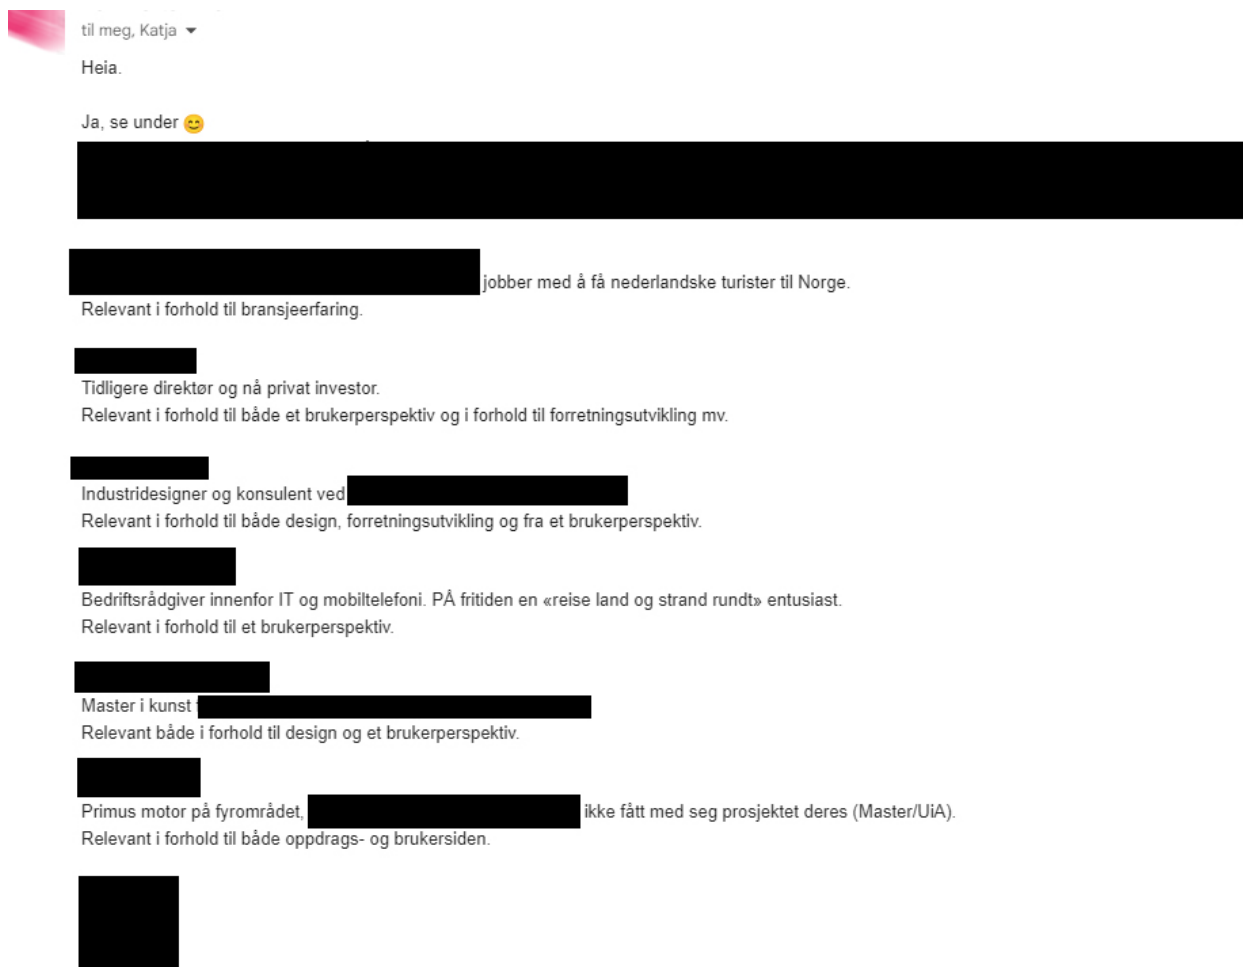 til meg, Katja
Heia.
Ja, se under 😊
jobber med å få nederlandske turister til Norge.
Relevant i forhold til bransjeerfaring.
Tidligere direktør og nå privat investor.
Relevant i forhold til både et brukerperspektiv og i forhold til forretningsutvikling mv.
Industridesigner og konsulent ved
Relevant i forhold til både design, forretningsutvikling og fra et brukerperspektiv.
Bedriftsrådgiver innenfor IT og mobiltelefoni. PÅ fritiden en «reise land og strand rundt» entusiast.
Relevant i forhold til et brukerperspektiv.
Master i kunst
Relevant både i forhold til design og et brukerperspektiv.
Primus motor på fyrområdet, ikke fått med seg prosjektet deres (Master/UiA).
Relevant i forhold til både oppdrags- og brukersiden.